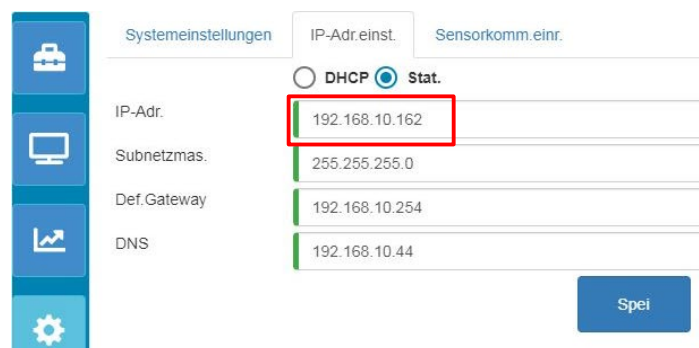 Systemeinstellungen IP-Adr.einst. Sensorkomm.einr.
DHCP Stat.
IP-Adr. 192.168.10.162
Subnetzmas. 255.255.255.0
Def.Gateway 192.168.10.254
DNS 192.168.10.44
Spei